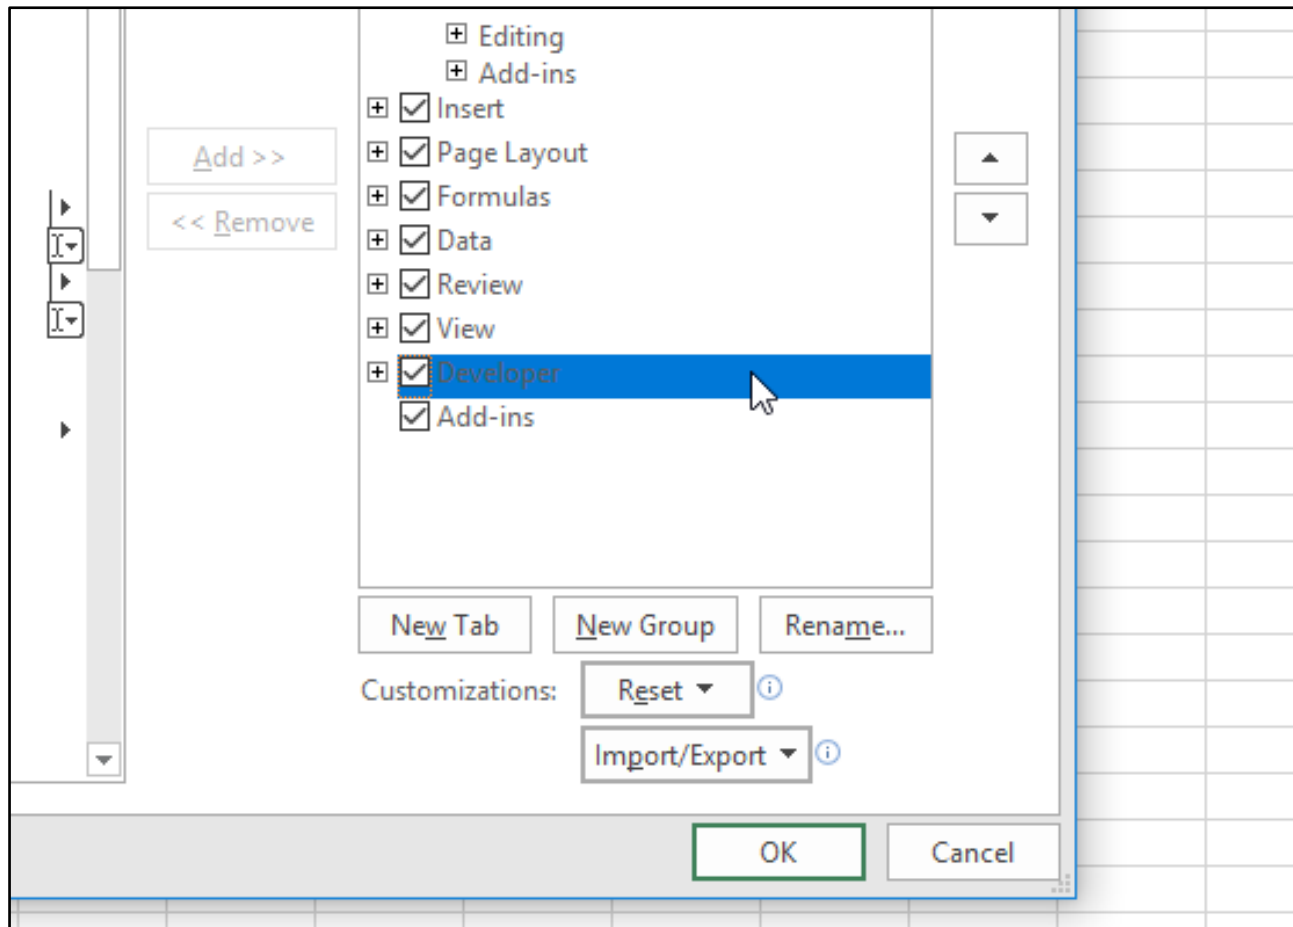 Editing
Add-ins
Insert
Page Layout
Formulas
Data
Review
View
Developer
Add-ins
Add >>
<< Remove
New Tab
New Group
Rename...
Customizations:
Reset
Import/Export
OK
Cancel